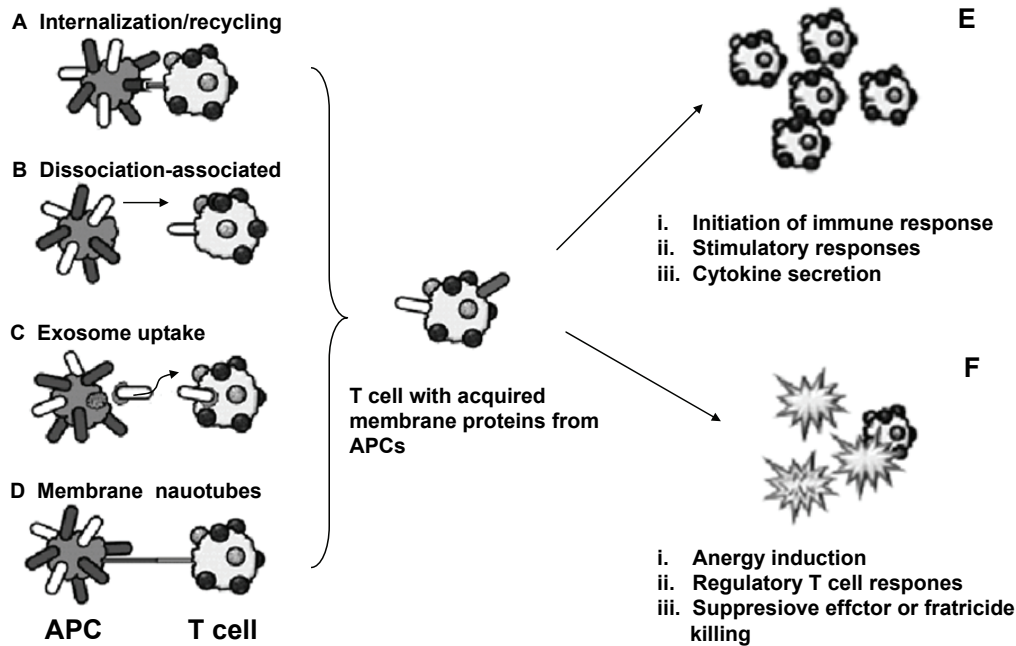 A Internalization/recycling
B Dissociation-associated
C Exosome uptake
D Membrane nauotubes
APC T cell
T cell with acquired
membrane proteins from
APCs
E
i. Initiation of immune response
ii. Stimulatory responses
iii. Cytokine secretion
F
i. Anergy induction
ii. Regulatory T cell respones
iii. Suppresiove effctor or fratricide
killing